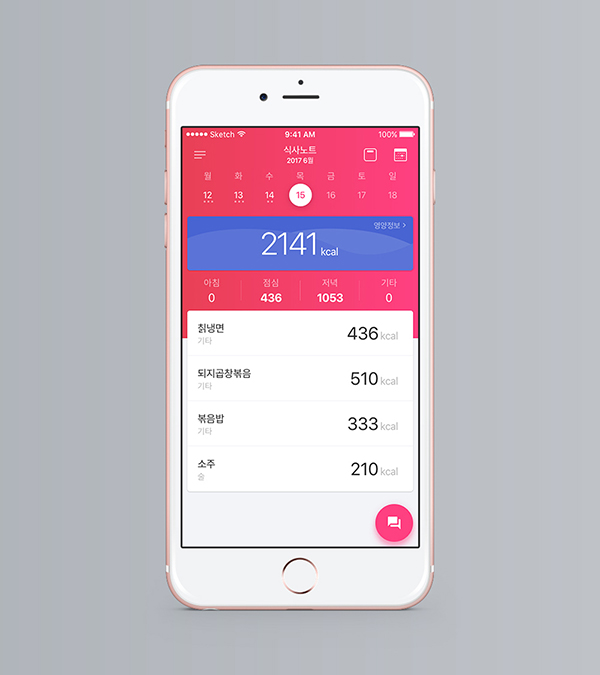 Sketch 9:41 AM 100%
식사노트
2017 6월
월 화 수 목 금 토 일
12 13 14 15 16 17 18
영양정보
2141 kcal
아침 점심 저녁 기타
0 436 1053 0
칡냉면 436 kcal
기타
되지곱창볶음 510 kcal
기타
볶음밥 333 kcal
기타
소주 210 kcal
술